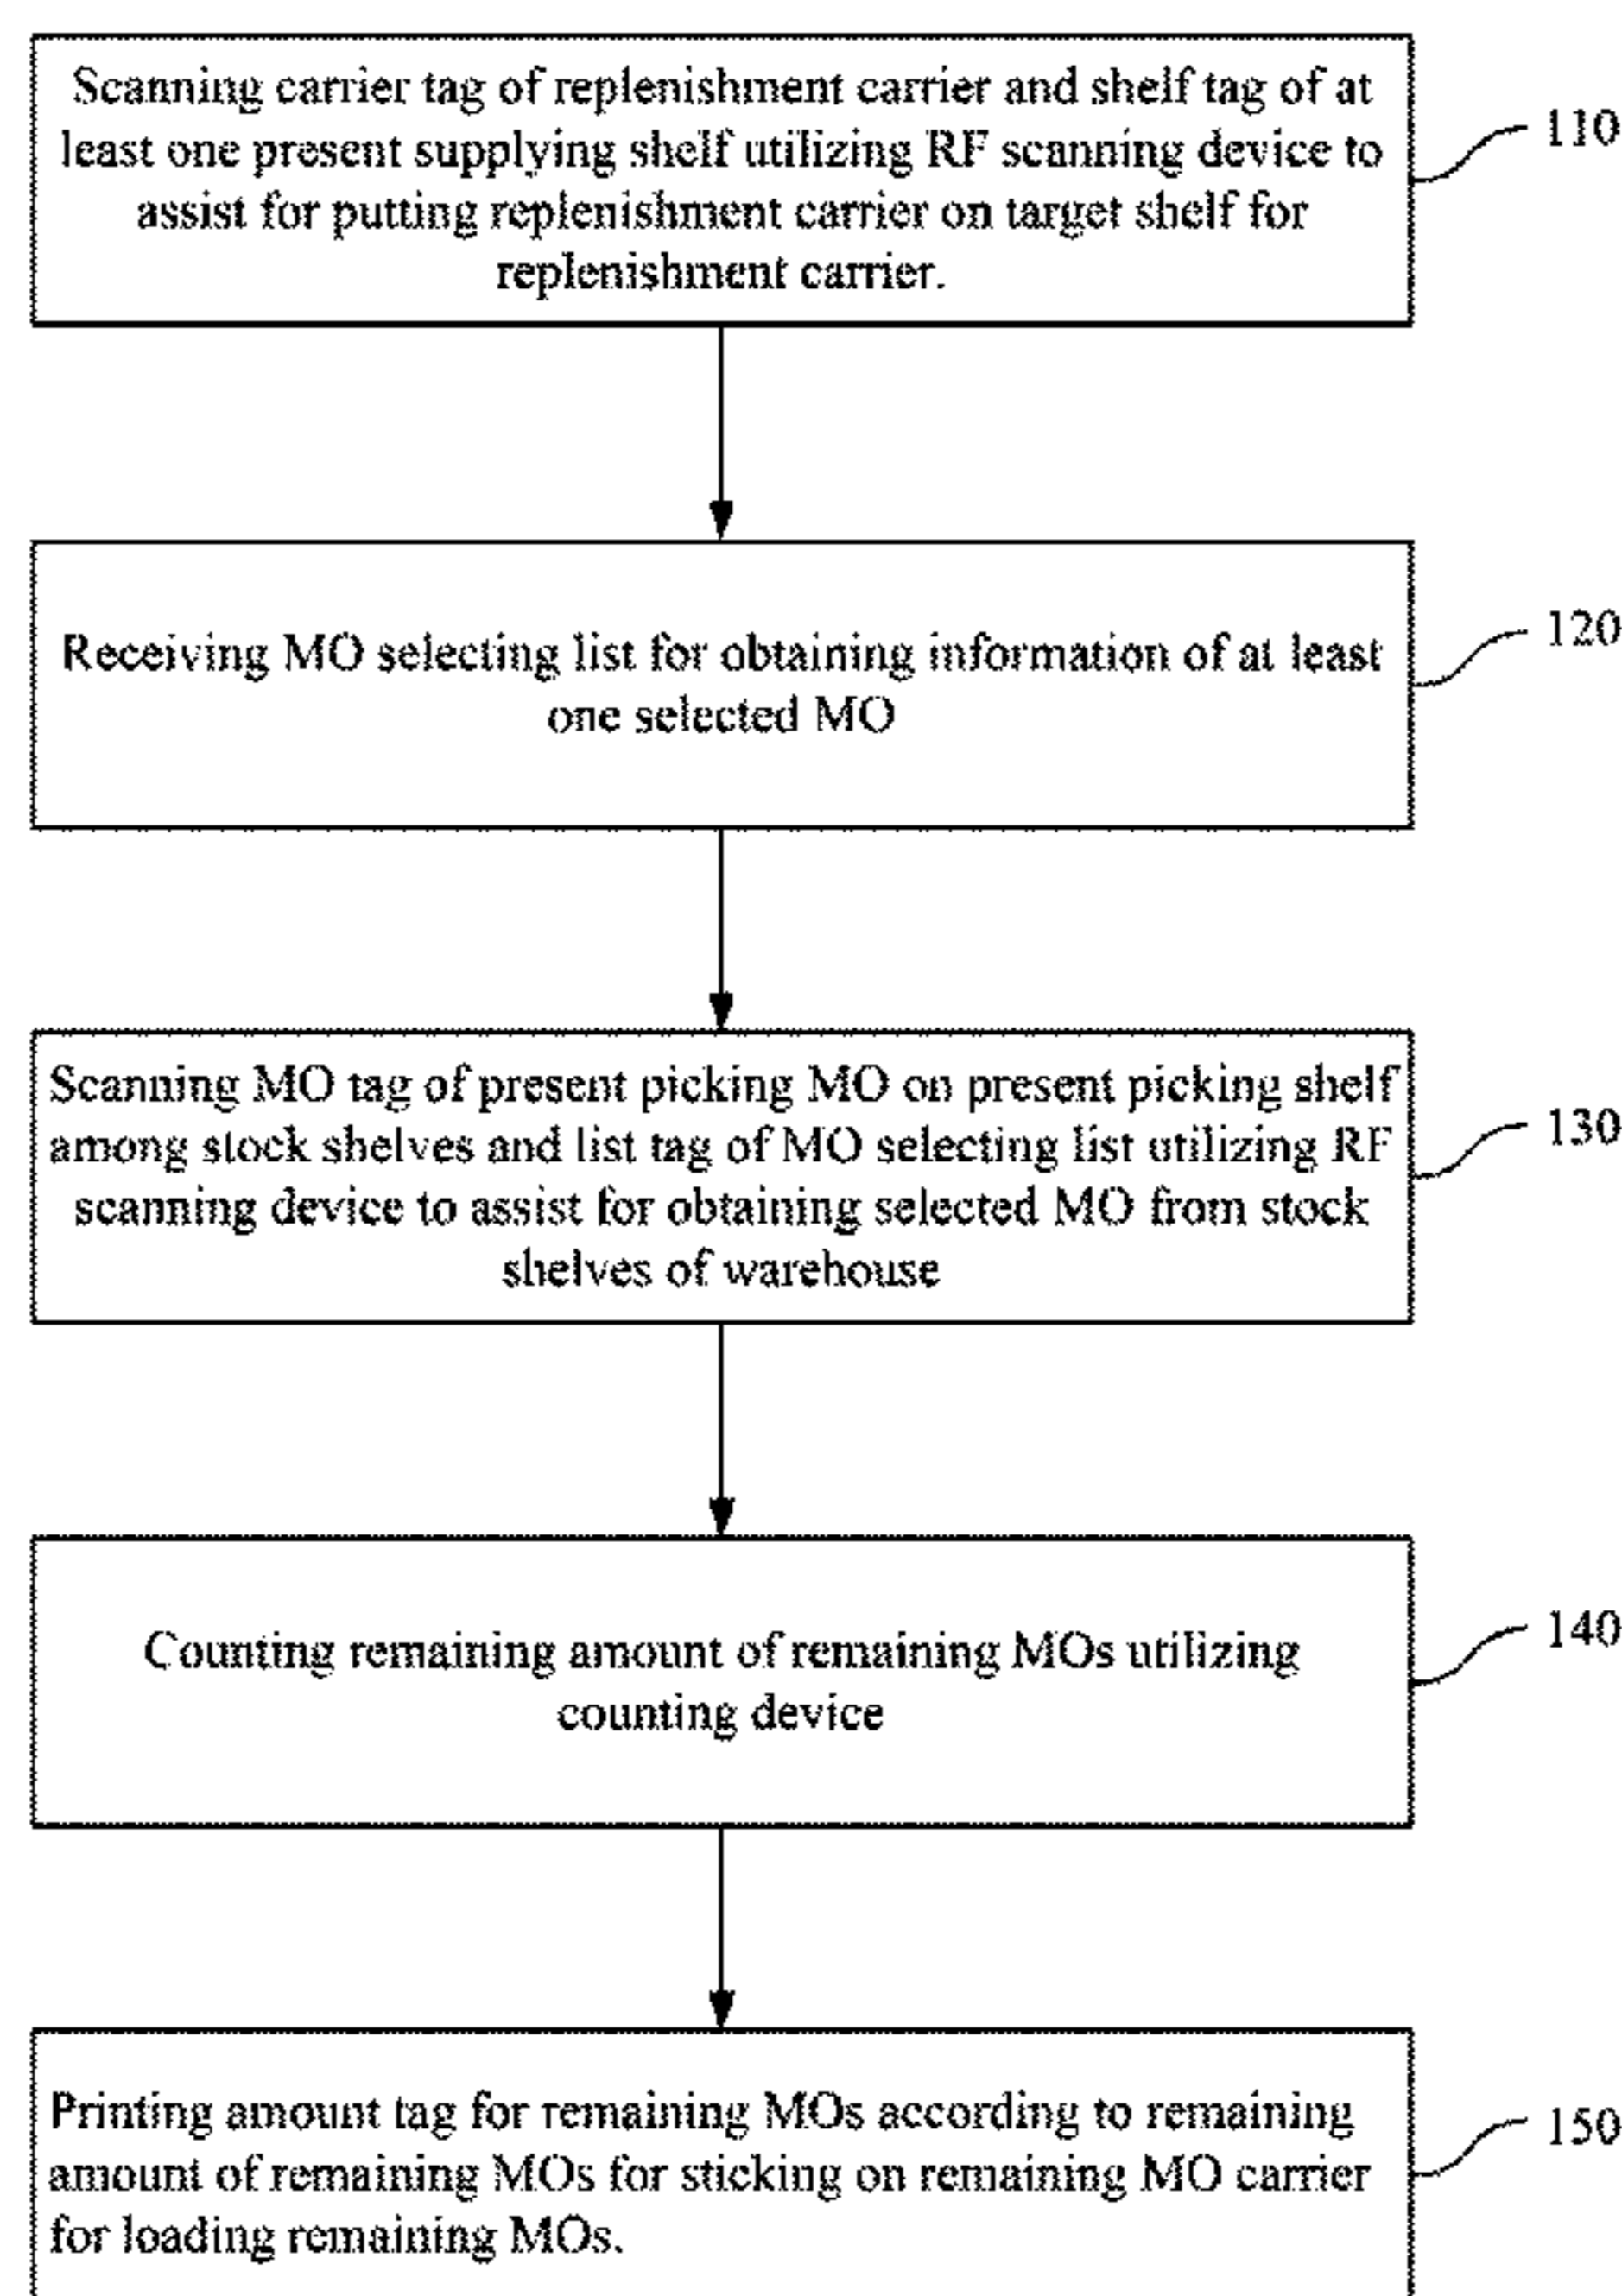 Scanning carrier tag of replenishment carrier and shelf tag of at
least one present supplying shelf utilizing RF scanning device to
assist for putting replenishment carrier on target shelf for
replenishment carrier.
110
Receiving MO selecting list for obtaining information of at least
one selected MO
120
Scanning MO tag of present picking MO on present picking shelf
among stock shelves and list tag of MO selecting list utilizing RF
scanning device to assist for obtaining selected MO from stock
shelves of warehouse
130
Counting remaining amount of remaining MOs utilizing
counting device
140
Printing amount tag for remaining MOs according to remaining
amount of remaining MOs for sticking on remaining MO carrier
for loading remaining MOs.
150